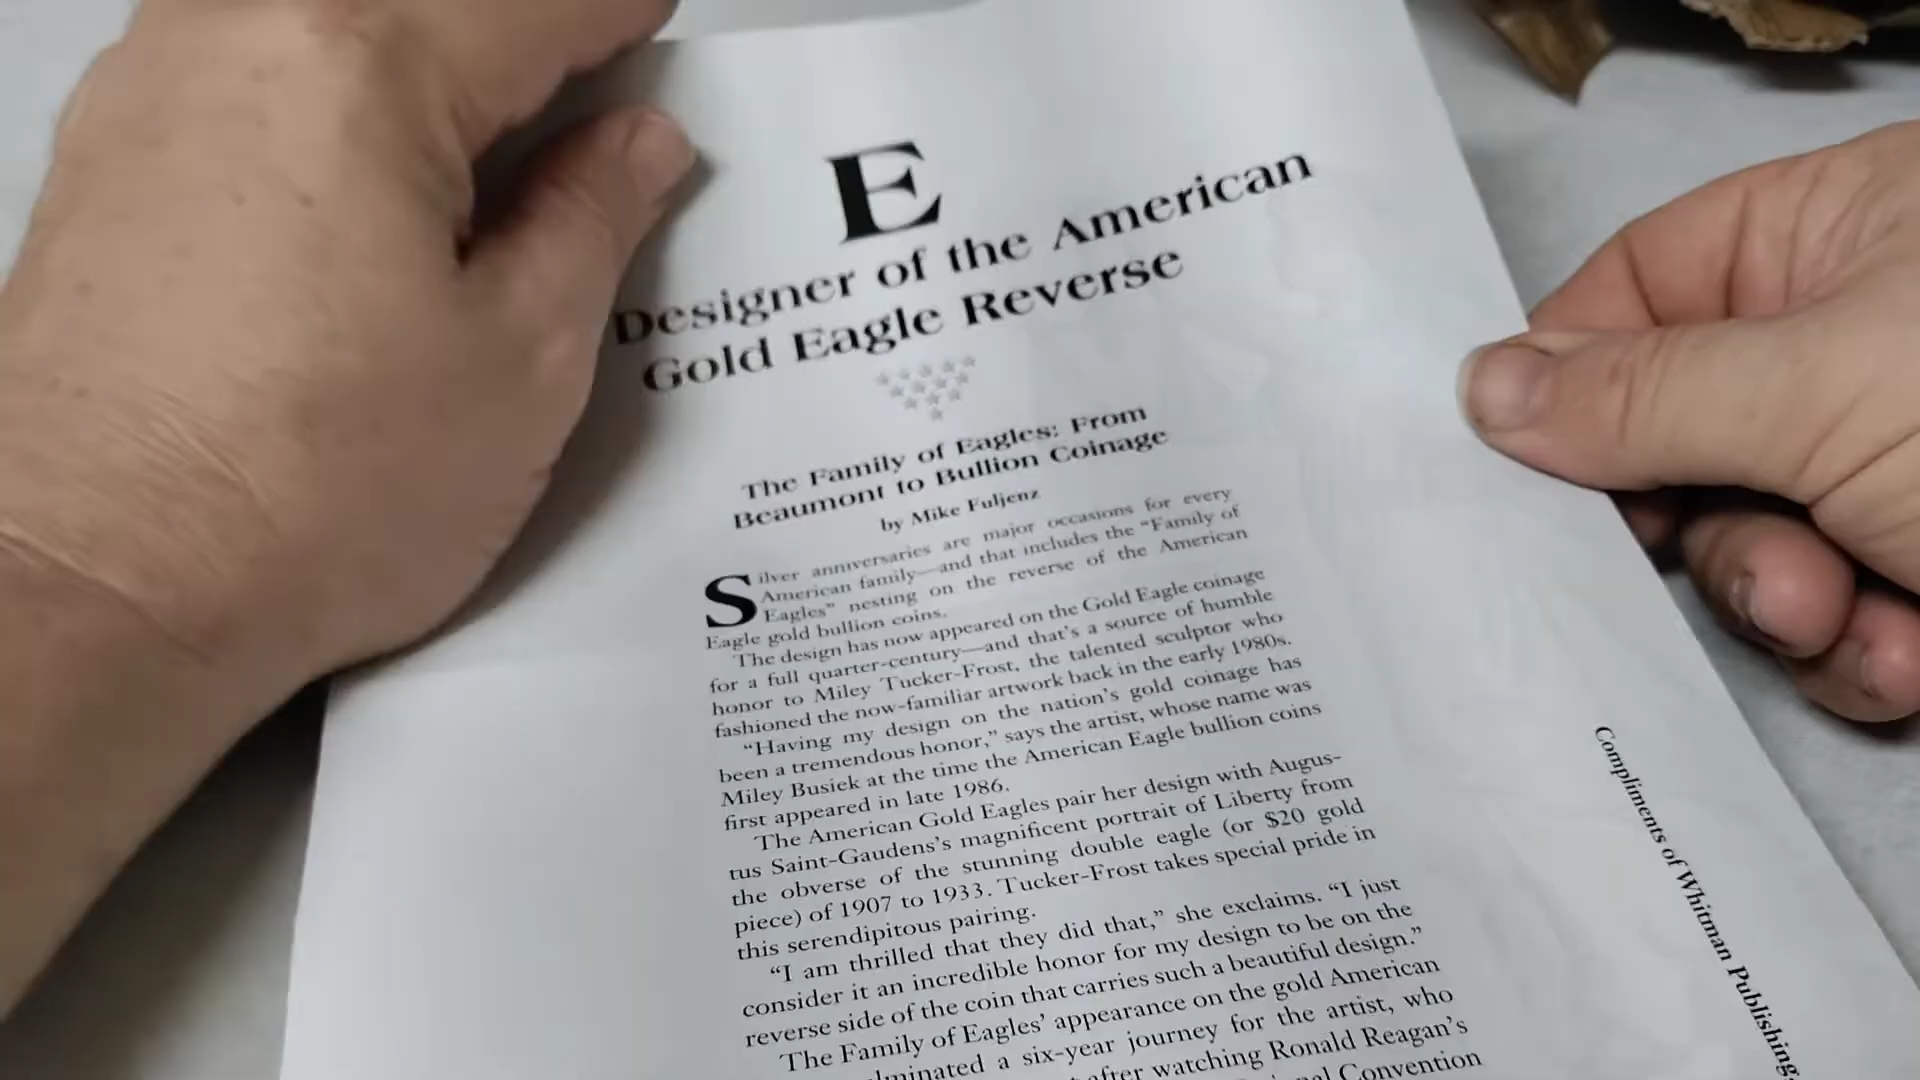 E
Designer of the American
Gold Eagle Reverse
The Family of Eagles: From
Beaumont to Bullion Coinage
by Mike Fuljenz
Silver anniversaries are major occasions for every
American family—and that includes the “Family of
Eagles” nesting on the reverse of the American
Eagle gold bullion coins.
The design has now appeared on the Gold Eagle coinage
for a full quarter-century—and that’s a source of humble
honor to Miley Tucker-Frost, the talented sculptor who
fashioned the now-familiar artwork back in the early 1980s.
“Having my design on the nation’s gold coinage has
been a tremendous honor,” says the artist, whose name was
Miley Busiek at the time the American Eagle bullion coins
first appeared in late 1986.
The American Gold Eagles pair her design with Augus-
tus Saint-Gaudens’s magnificent portrait of Liberty from
the obverse of the stunning double eagle (or $20 gold
piece) of 1907 to 1933. Tucker-Frost takes special pride in
this serendipitous pairing.
“I am thrilled that they did that,” she exclaims. “I just
consider it an incredible honor for my design to be on the
reverse side of the coin that carries such a beautiful design.”
The Family of Eagles’ appearance on the gold American
a six-year journey for the artist, who
after watching Ronald Reagan’s
Convention
Compliments of Whitman Publishing